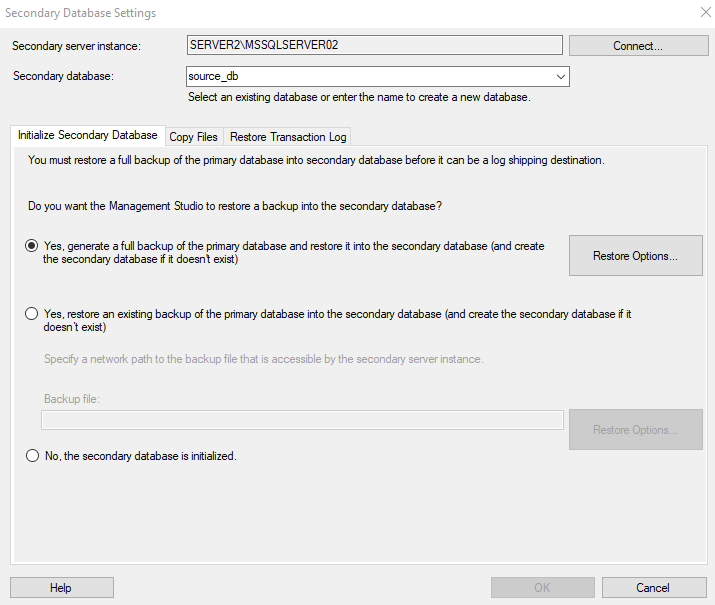 Secondary Database Settings
Secondary server instance:
SERVER2\MSSQLSERVER02
Connect...
Secondary database:
source_db
Select an existing database or enter the name to create a new database.
Initialize Secondary Database
Copy Files
Restore Transaction Log
You must restore a full backup of the primary database into secondary database before it can be a log shipping destination.
Do you want the Management Studio to restore a backup into the secondary database?
Yes, generate a full backup of the primary database and restore it into the secondary database (and create
the secondary database if it doesn't exist)
Restore Options...
Yes, restore an existing backup of the primary database into the secondary database (and create the secondary database if it
doesn't exist)
Specify a network path to the backup file that is accessible by the secondary server instance.
Backup file:
Restore Options...
No, the secondary database is initialized.
Help
OK
Cancel